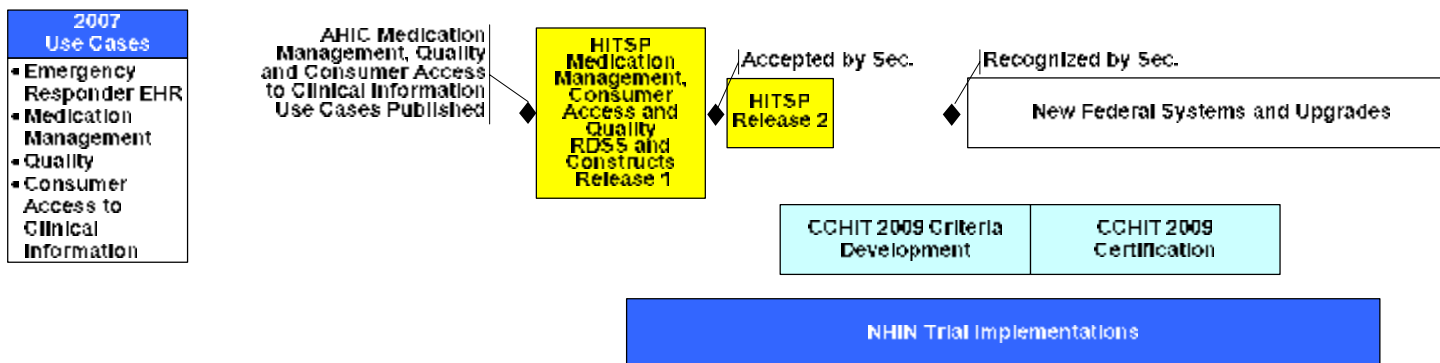 2007
Use Cases
▪ Emergency
Responder EHR
▪ Medication
Management
▪ Quality
▪ Consumer
Access to
Clinical
Information
AHIC Medication
Management, Quality
and Consumer Access
to Clinical Information
Use Cases Published
HITSP
Medication
Management,
Consumer
Access and
Quality
RDSS and
Constructs
Release 1
Accepted by Sec.
HITSP
Release 2
Recognized by Sec.
New Federal Systems and Upgrades
CCHIT 2009 Criteria
Development
CCHIT 2009
Certification
NHIN Trial Implementations